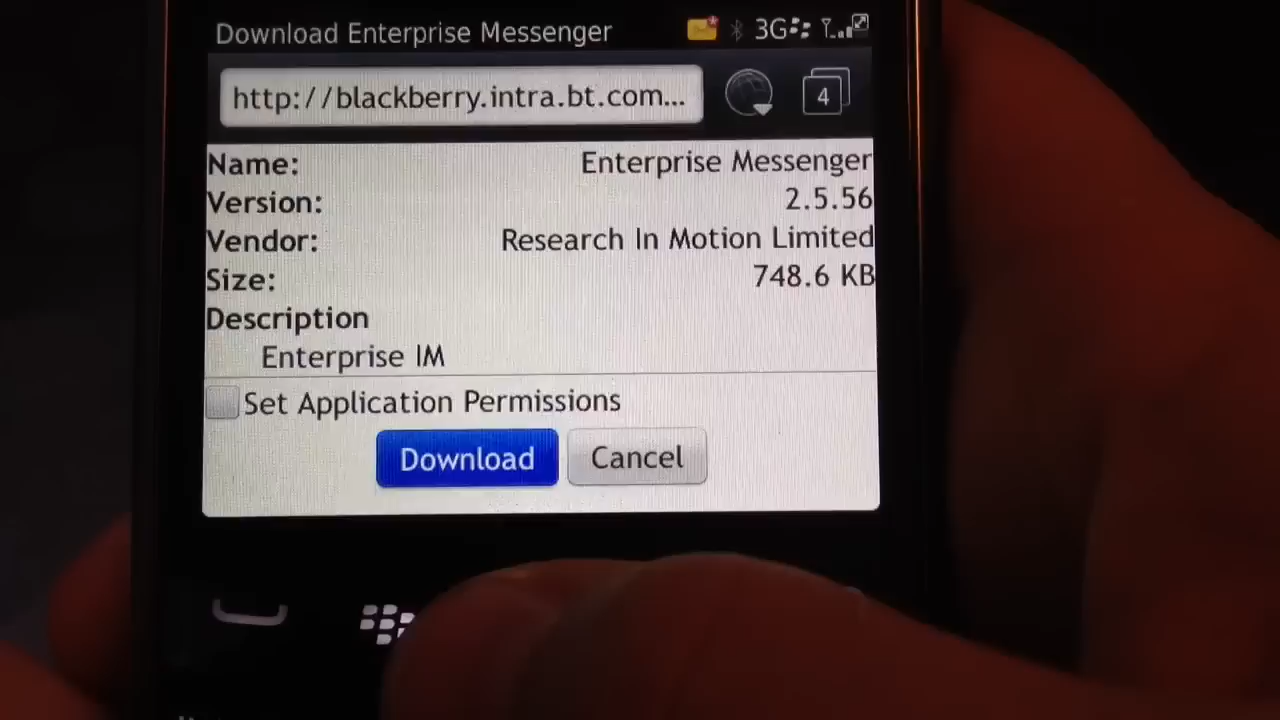 Download Enterprise Messenger 3G
http://blackberry.intra.bt.com... 4
Name: Enterprise Messenger
Version: 2.5.56
Vendor: Research In Motion Limited
Size: 748.6 KB
Description
Enterprise IM
Set Application Permissions
Download Cancel